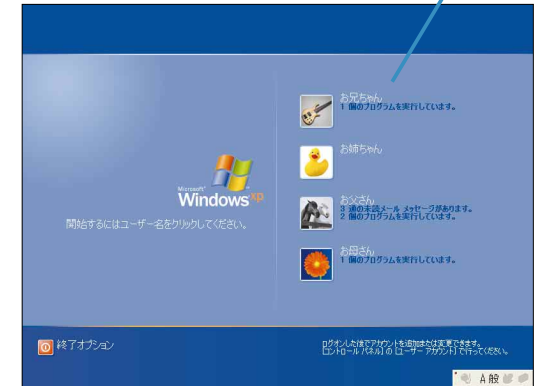 お兄ちゃん
1 個のプログラムを実行しています。
お姉ちゃん
お父さん
3 通の未読メール メッセージがあります。
2 個のプログラムを実行しています。
お母さん
1 個のプログラムを実行しています。
Microsoft®
Windows xp
開始するにはユーザー名をクリックしてください。
終了オプション
ログオンした後でアカウントを追加または変更できます。
[コントロール パネル] の [ユーザー アカウント] で行ってください。
A 般